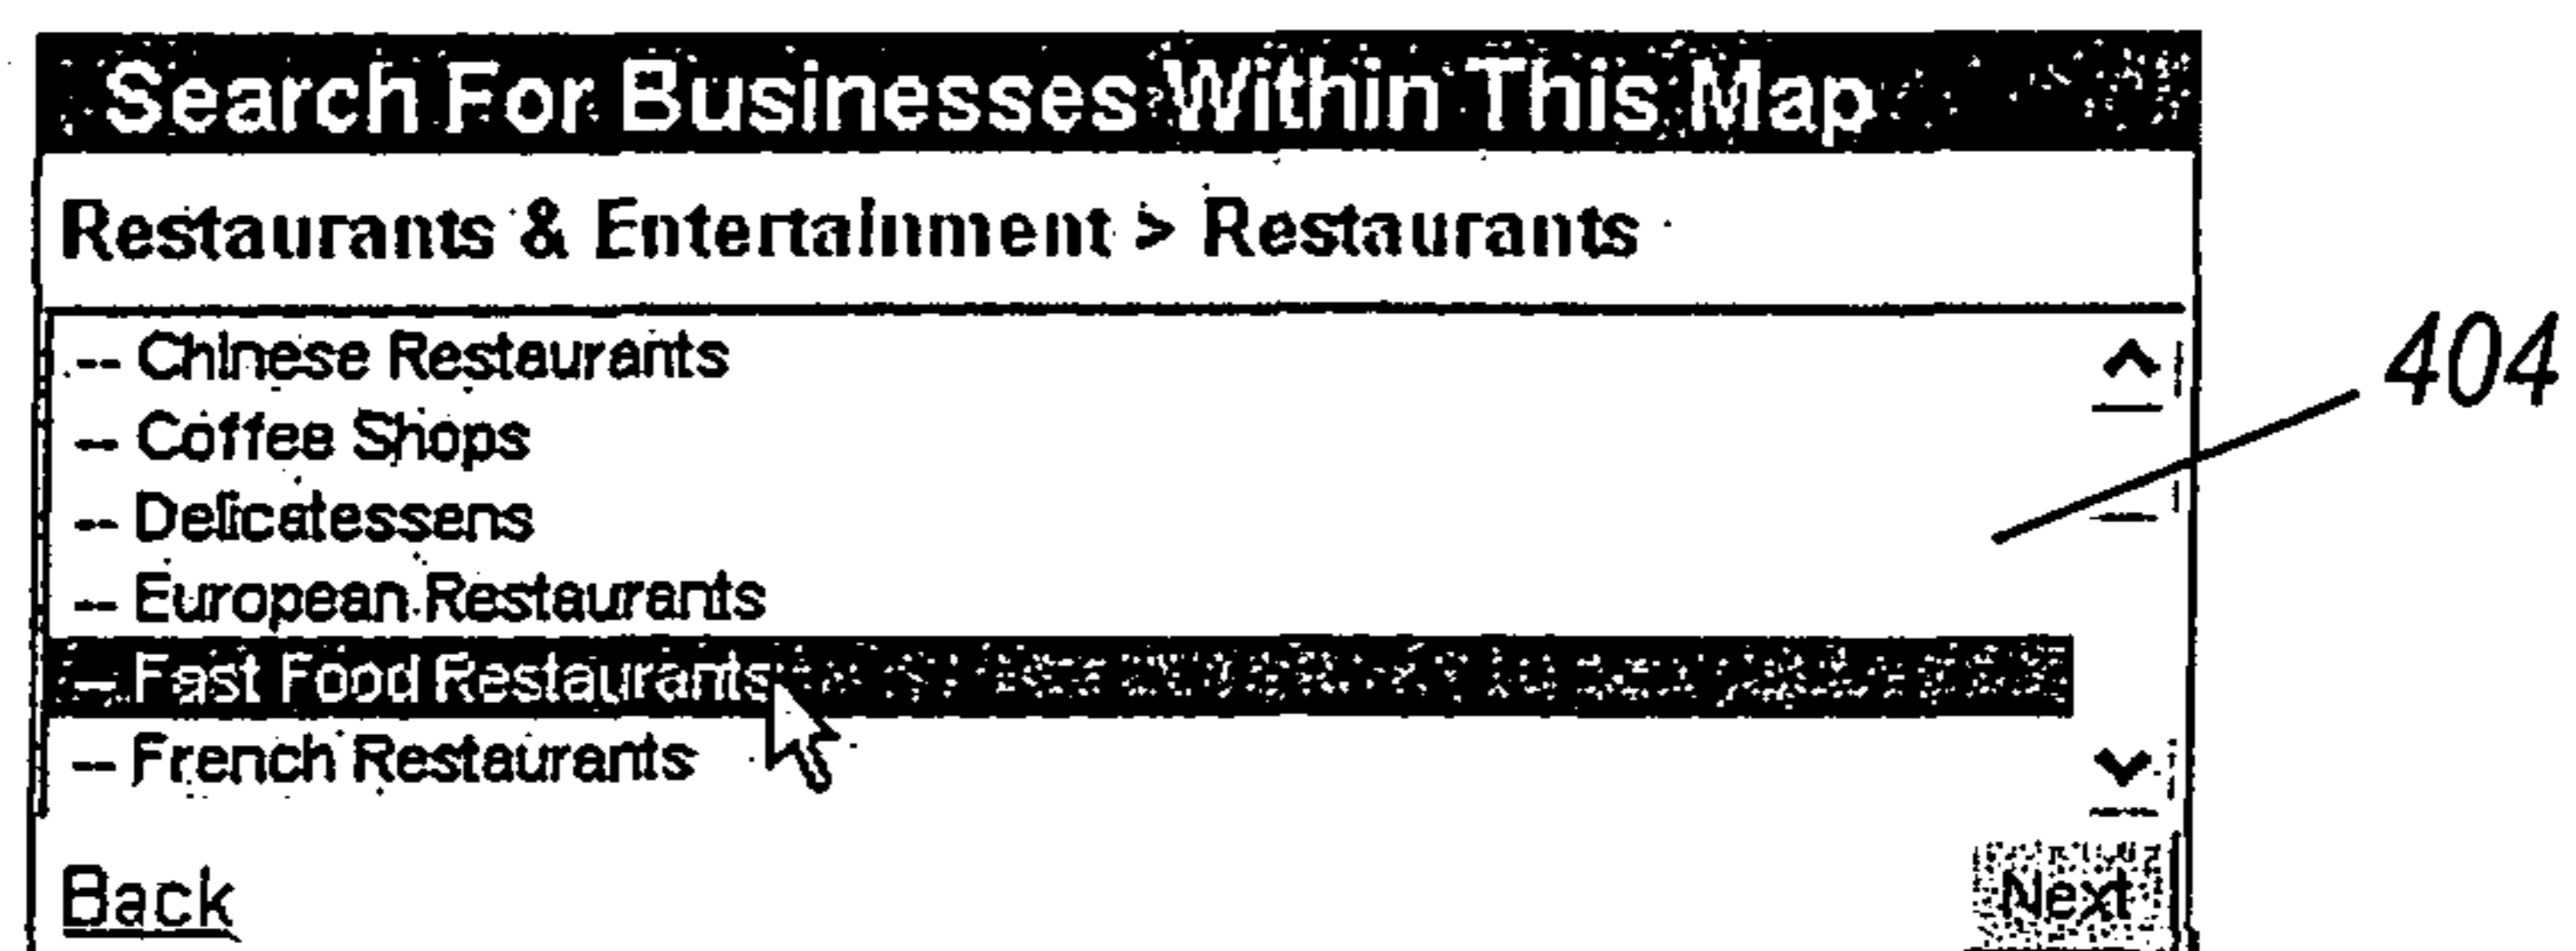 Search For Businesses Within This Map
Restaurants & Entertainment > Restaurants
-- Chinese Restaurants
404
-- Coffee Shops
-- Delicatessens
-- European Restaurants
-- Fast Food Restaurants
-- French Restaurants
Back
Next